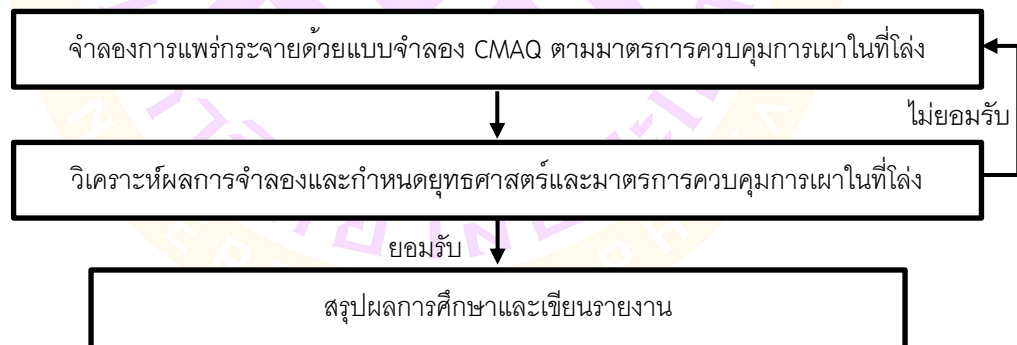 จำลองการแพร่กระจายด้วยแบบจำลอง CMAQ ตามมาตรการควบคุมการเผาในที่โล่ง
ไม่ยอมรับ
วิเคราะห์ผลการจำลองและกำหนดยุทธศาสตร์และมาตรการควบคุมการเผาในที่โล่ง
ยอมรับ
สรุปผลการศึกษาและเขียนรายงาน